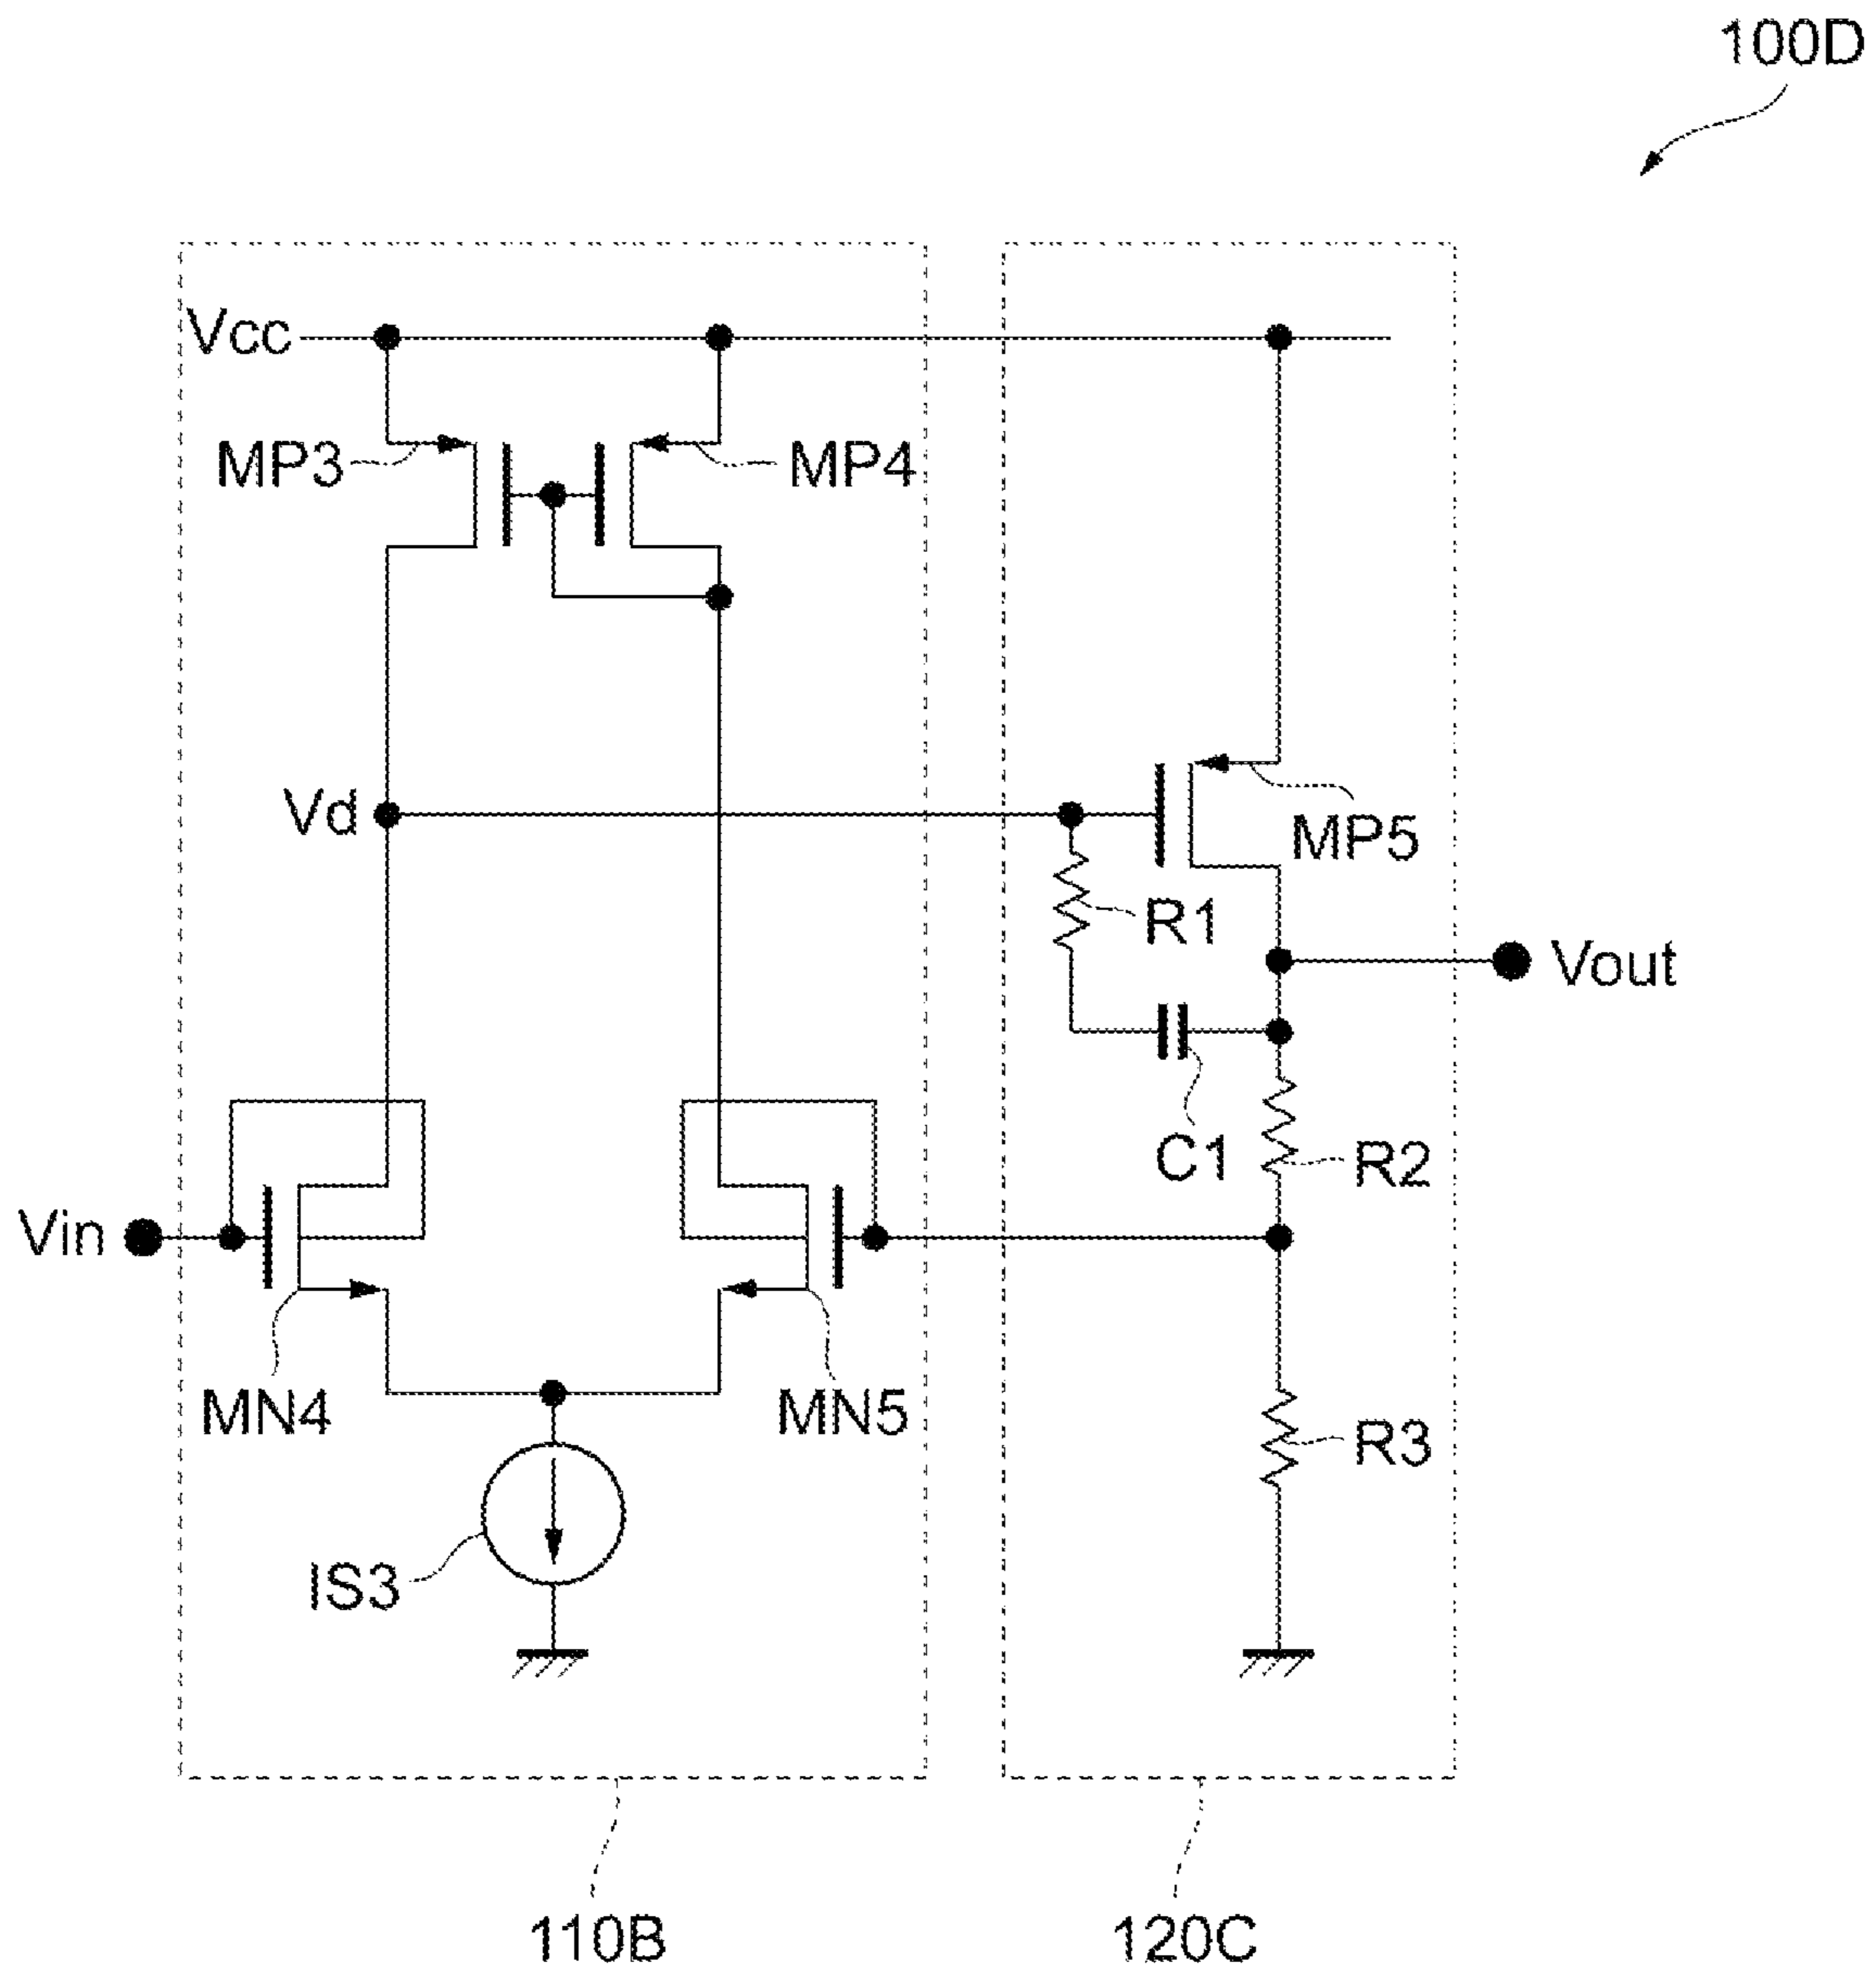 100D
Vcc
MP3
MP4
Vd
MP5
R1
Vout
C1
R2
Vin
MN4
MN5
R3
IS3
110B
120C